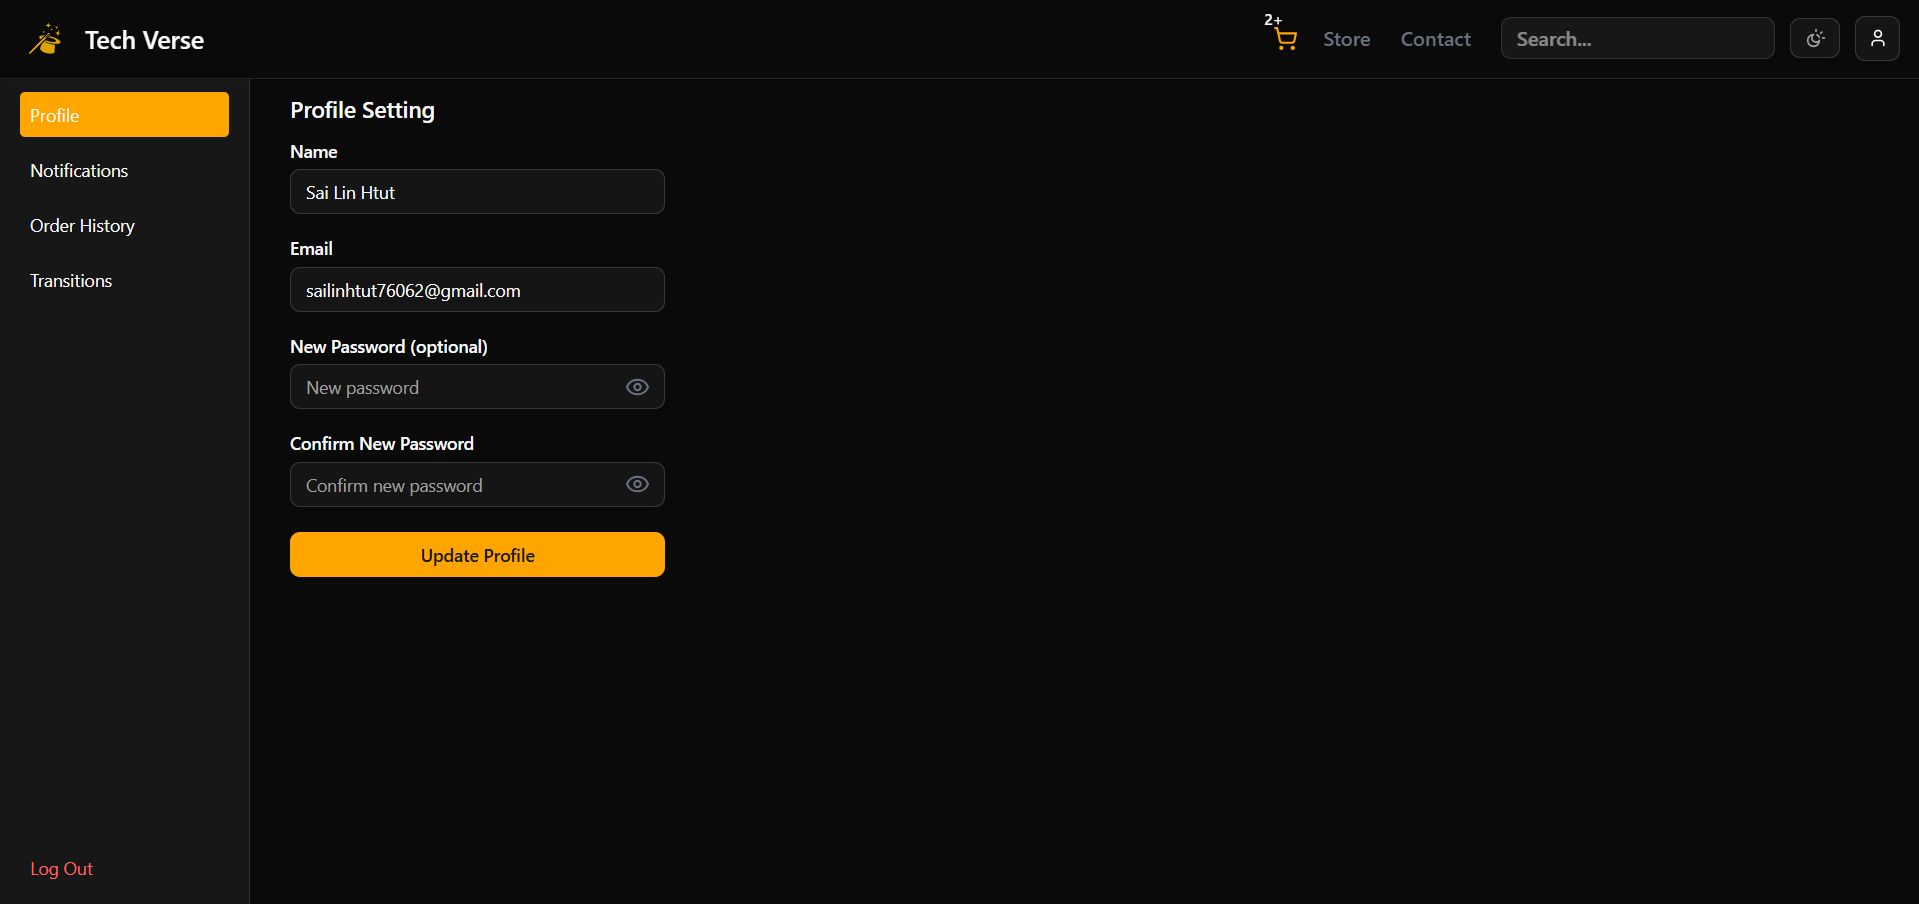 Tech Verse
2+
Store
Contact
Search...
Profile
Notifications
Order History
Transitions
Log Out
Profile Setting
Name
Sai Lin Htut
Email
sailinhtut76062@gmail.com
New Password (optional)
New password
Confirm New Password
Confirm new password
Update Profile